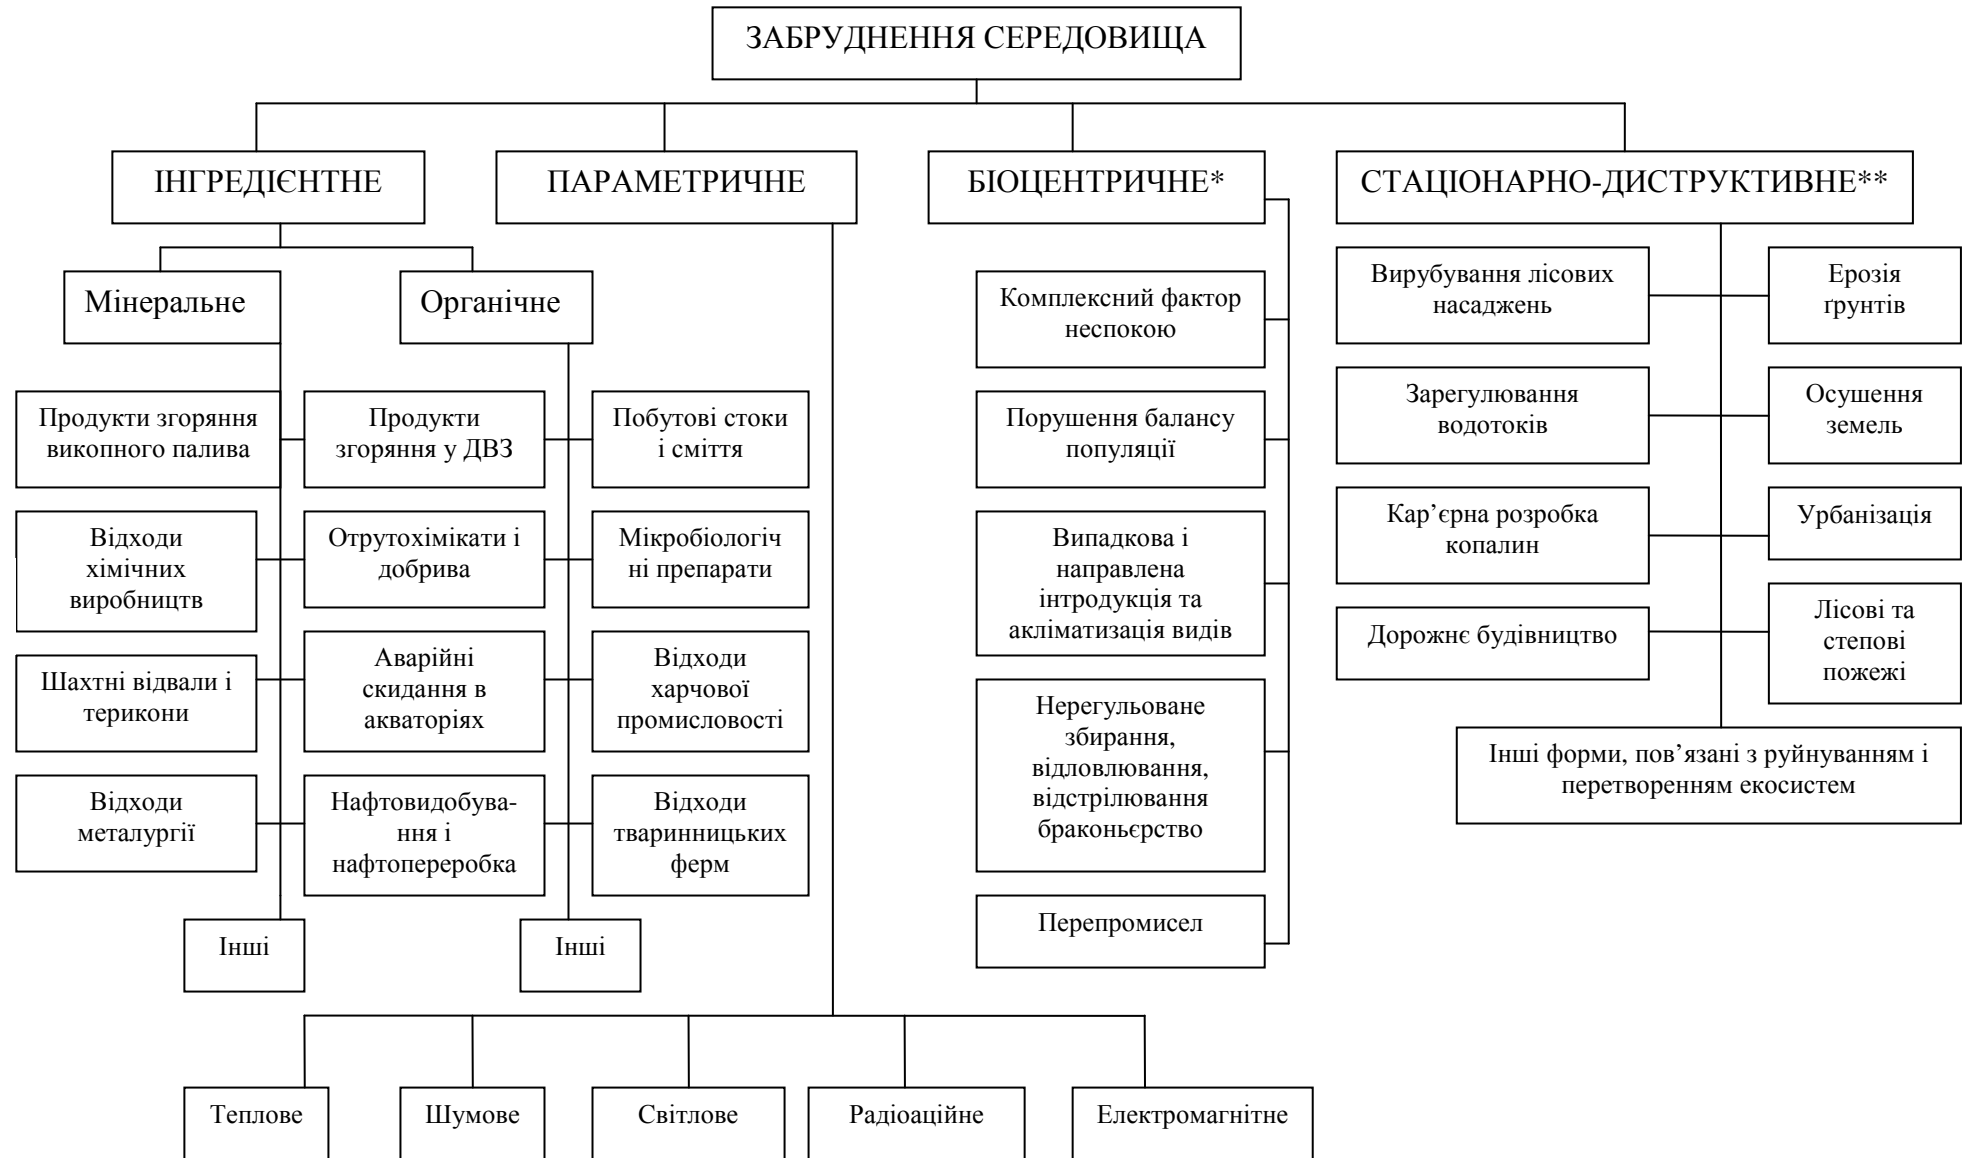 ЗАБРУДНЕННЯ СЕРЕДОВИЩА
ІНГРЕДІЄНТНЕ
ПАРАМЕТРИЧНЕ
БІОЦЕНТРИЧНЕ*
СТАЦІОНАРНО-ДИСТРУКТИВНЕ**
Мінеральне
Органічне
Продукти згоряння
викопного палива
Продукти
згоряння у ДВЗ
Побутові стоки
і сміття
Відходи
хімічних
виробництв
Отрутохімікати і
добрива
Мікробіологіч
ні препарати
Шахтні відвали і
терикони
Аварійні
скидання в
акваторіях
Відходи
харчової
промисловості
Відходи
металургії
Нафтовидобува-
ння і
нафтопереробка
Відходи
тваринницьких
ферм
Інші
Інші
Комплексний фактор
неспокою
Порушення балансу
популяції
Випадкова і
направлена
інтродукція та
акліматизація видів
Нерегульоване
збирання,
відловлювання,
відстрілювання
браконьєрство
Перепромисел
Вирубування лісових
насаджень
Ерозія
ґрунтів
Зарегулювання
водотоків
Осушення
земель
Кар’єрна розробка
копалин
Урбанізація
Дорожнє будівництво
Лісові та
степові
пожежі
Інші форми, пов’язані з руйнуванням і
перетворенням екосистем
Теплове
Шумове
Світлове
Радіоаційне
Електромагнітне